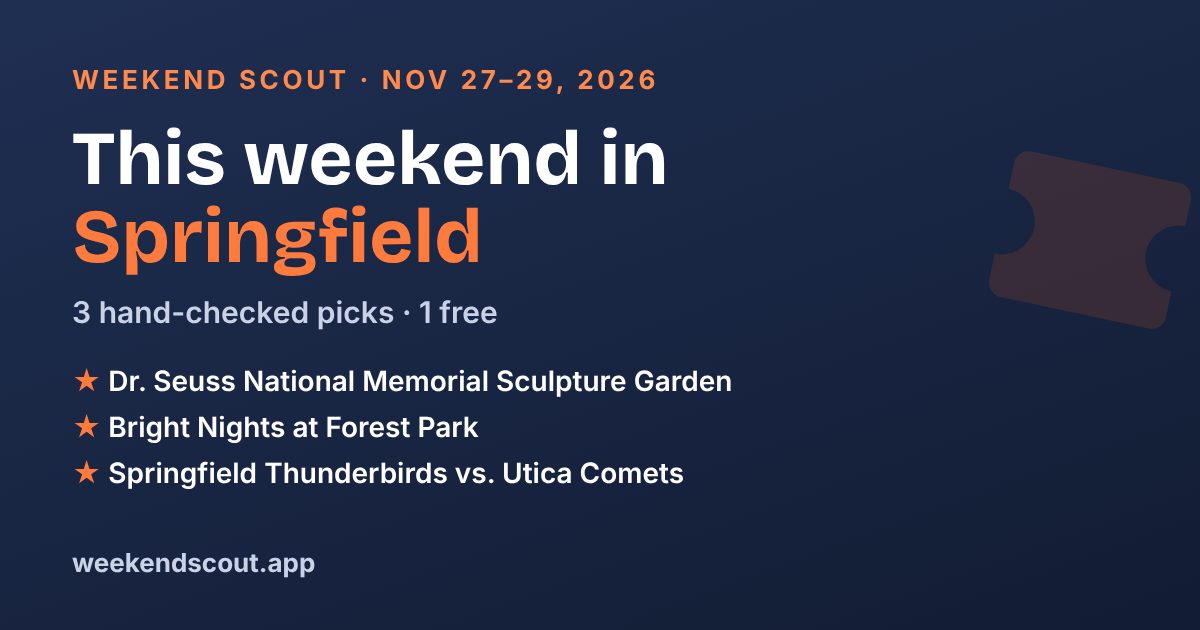 WEEKEND SCOUT · NOV 27–29, 2026
This weekend in
Springfield
3 hand-checked picks · 1 free
★ Dr. Seuss National Memorial Sculpture Garden
★ Bright Nights at Forest Park
★ Springfield Thunderbirds vs. Utica Comets
weekendscout.app